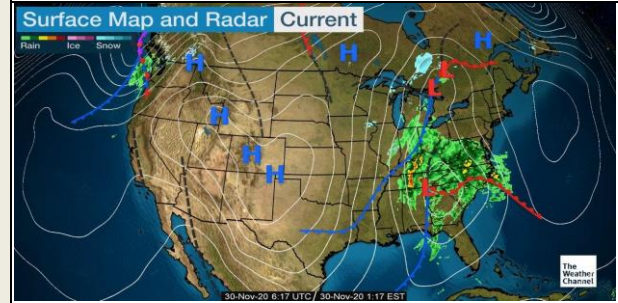 Surface Map and Radar Current
Rain Ice Snow
H
H
H
L
L
H
H
H
L
The
Weather
Channel
30-Nov-20 6:17 UTC / 30-Nov-20 1:17 EST